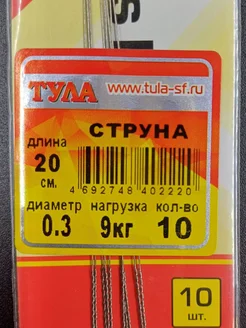 ТУЛА www.tula-sf.ru
СТРУНА
длина
20
см.
4 692748 402220
диаметр нагрузка кол-во
0.3 9кг 10
10
шт.